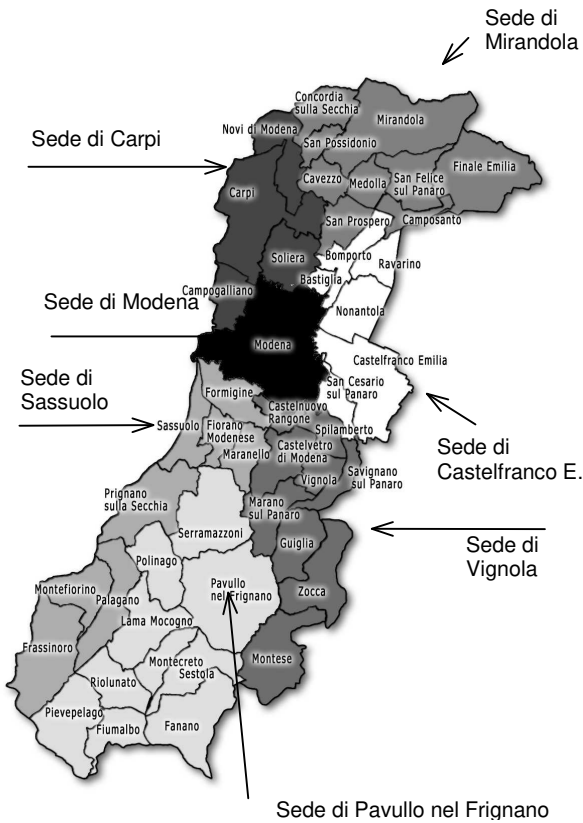 Sede di
Mirandola
Concordia
sulla Secchia
Mirandola
Novi di Modena
San Possidonio
Sede di Carpi
Finale Emilia
Carpi
Cavezzo
Medolla
San Felice
sul Panaro
San Prospero
Camposanto
Soliera
Bomporto
Ravarino
Bastiglia
Campogalliano
Sede di Modena
Nonantola
Modena
Castelfranco Emilia
Sede di
Sassuolo
San Cesario
sul Panaro
Formigine
Castelnuovo
Rangone
Sassuolo
Fiorano
Modenese
Spilamberto
Maranello
Castelvetro
di Modena
Sede di
Castelfranco E.
Vignola
Savignano
sul Panaro
Prignano
sulla Secchia
Marano
sul Panaro
Serramazzoni
Guiglia
Sede di
Vignola
Polinago
Pavullo
nel Frignano
Montefiorino
Palagano
Zocca
Lama Mocogno
Frassinoro
Montecreto
Sestola
Montese
Riolunato
Pievepelago
Fiumalbo
Fanano
Sede di Pavullo nel Frignano